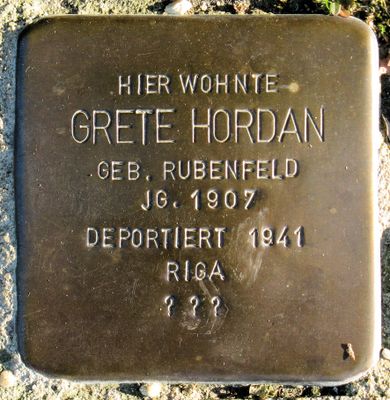 HIER WOHNTE
GRETE HORDAN
GEB. RUBENFELD
JG. 1907
DEPORTIERT 1941
RIGA
? ? ?